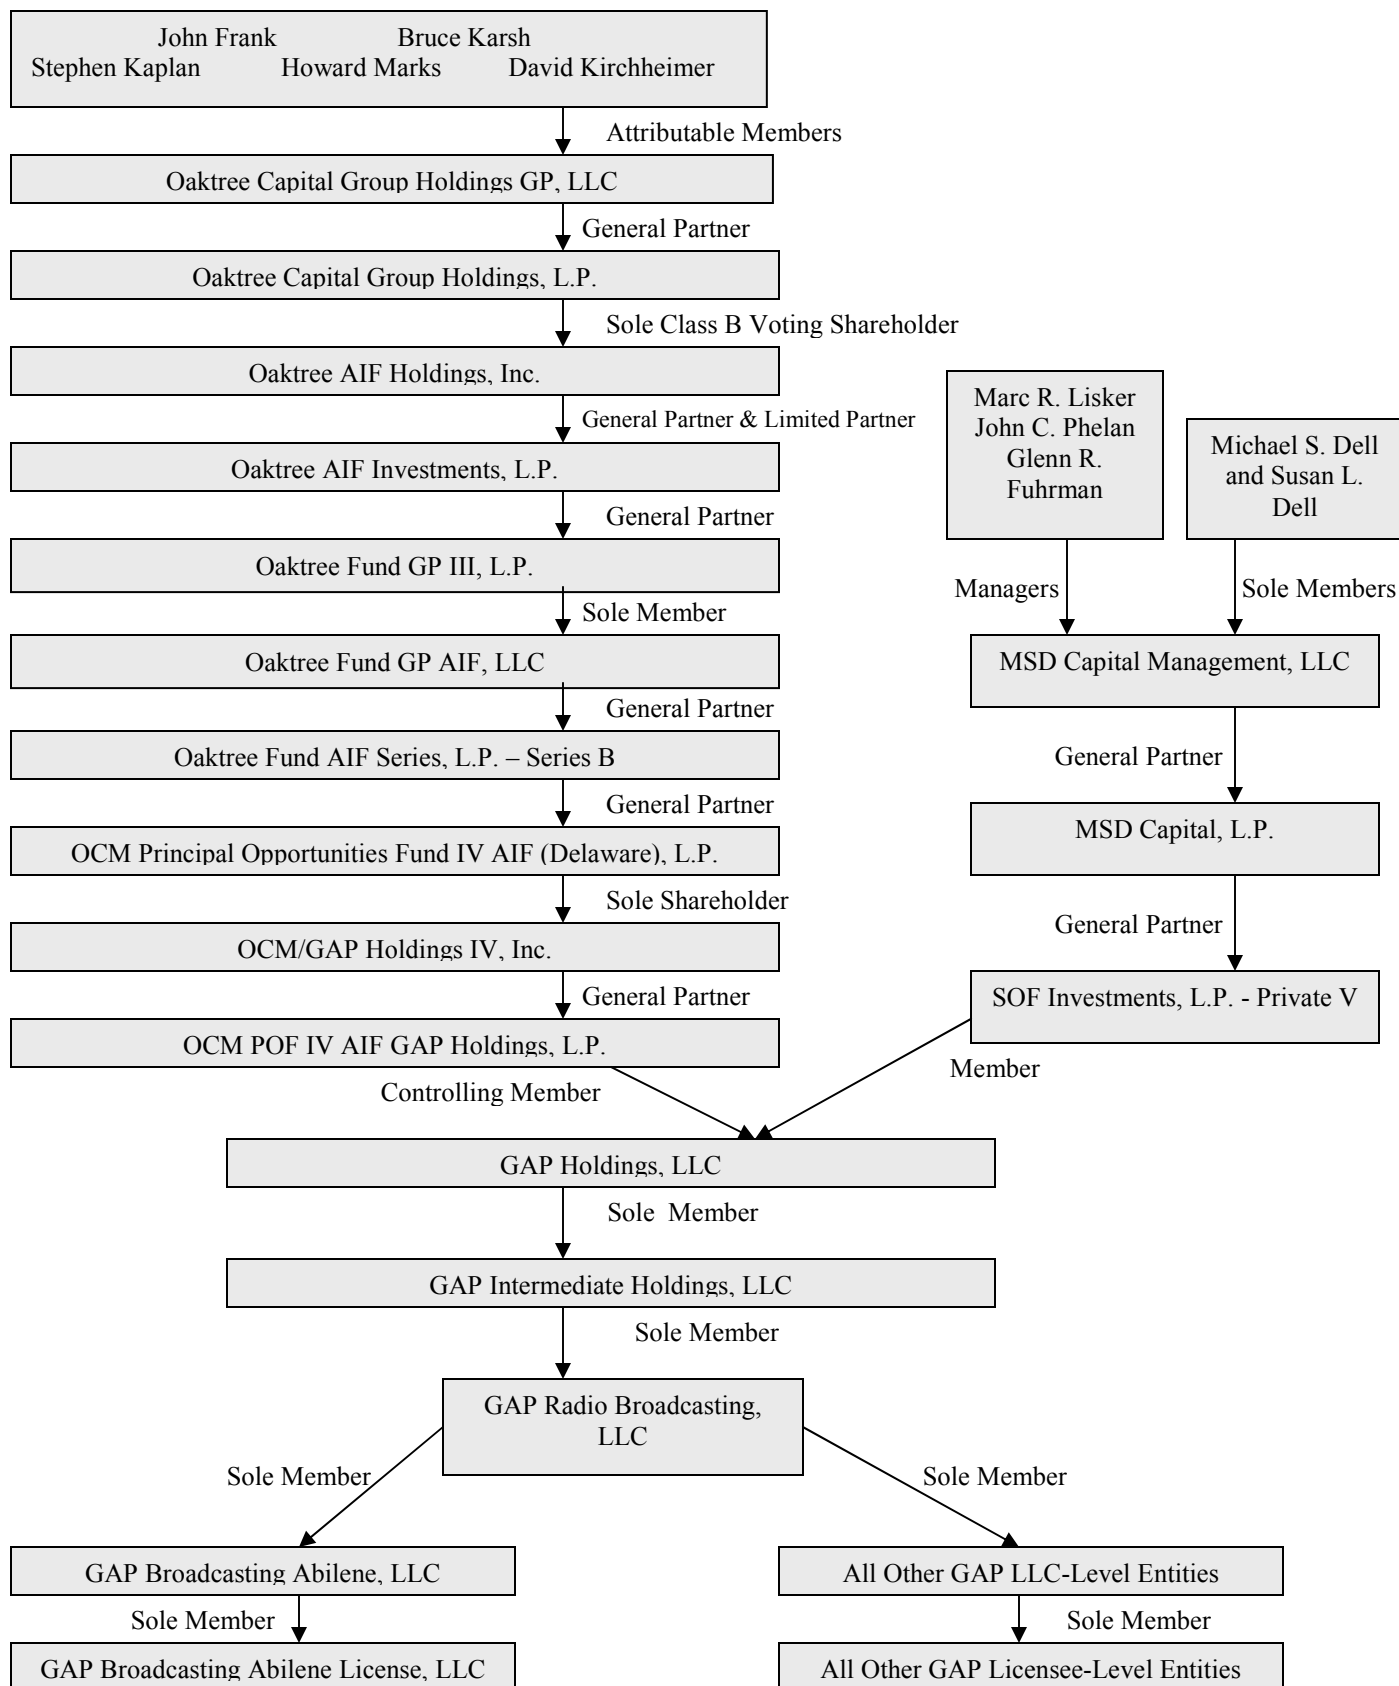 John Frank Bruce Karsh
Stephen Kaplan Howard Marks David Kirchheimer
Attributable Members
Oaktree Capital Group Holdings GP, LLC
General Partner
Oaktree Capital Group Holdings, L.P.
Sole Class B Voting Shareholder
Oaktree AIF Holdings, Inc.
General Partner & Limited Partner
Oaktree AIF Investments, L.P.
General Partner
Oaktree Fund GP III, L.P.
Sole Member
Oaktree Fund GP AIF, LLC
General Partner
Oaktree Fund AIF Series, L.P. – Series B
General Partner
OCM Principal Opportunities Fund IV AIF (Delaware), L.P.
Sole Shareholder
OCM/GAP Holdings IV, Inc.
General Partner
OCM POF IV AIF GAP Holdings, L.P.
Controlling Member
Marc R. Lisker
John C. Phelan
Glenn R.
Fuhrman
Michael S. Dell
and Susan L.
Dell
Managers
Sole Members
MSD Capital Management, LLC
General Partner
MSD Capital, L.P.
General Partner
SOF Investments, L.P. - Private V
Member
GAP Holdings, LLC
Sole Member
GAP Intermediate Holdings, LLC
Sole Member
GAP Radio Broadcasting,
LLC
Sole Member
Sole Member
GAP Broadcasting Abilene, LLC
All Other GAP LLC-Level Entities
Sole Member
Sole Member
GAP Broadcasting Abilene License, LLC
All Other GAP Licensee-Level Entities